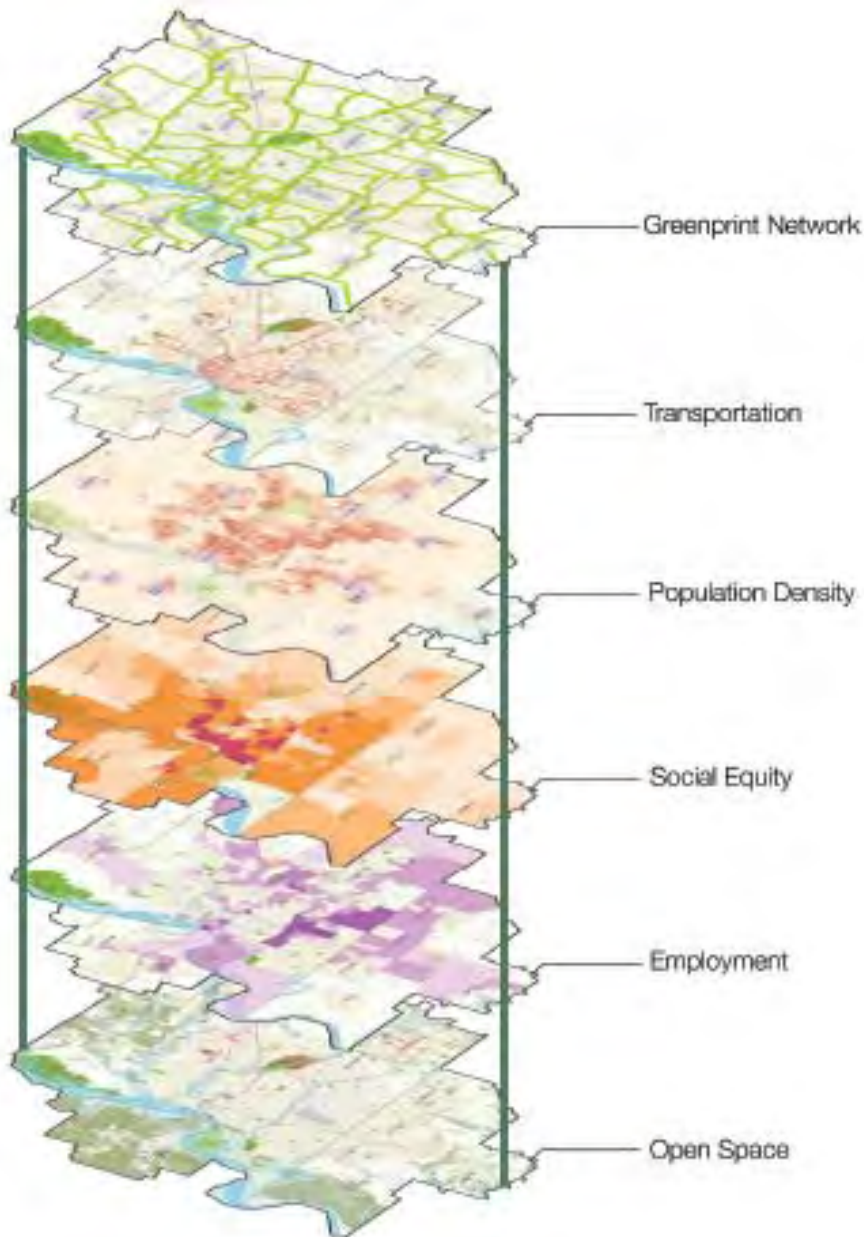 Greenprint Network
Transportation
Population Density
Social Equity
Employment
Open Space